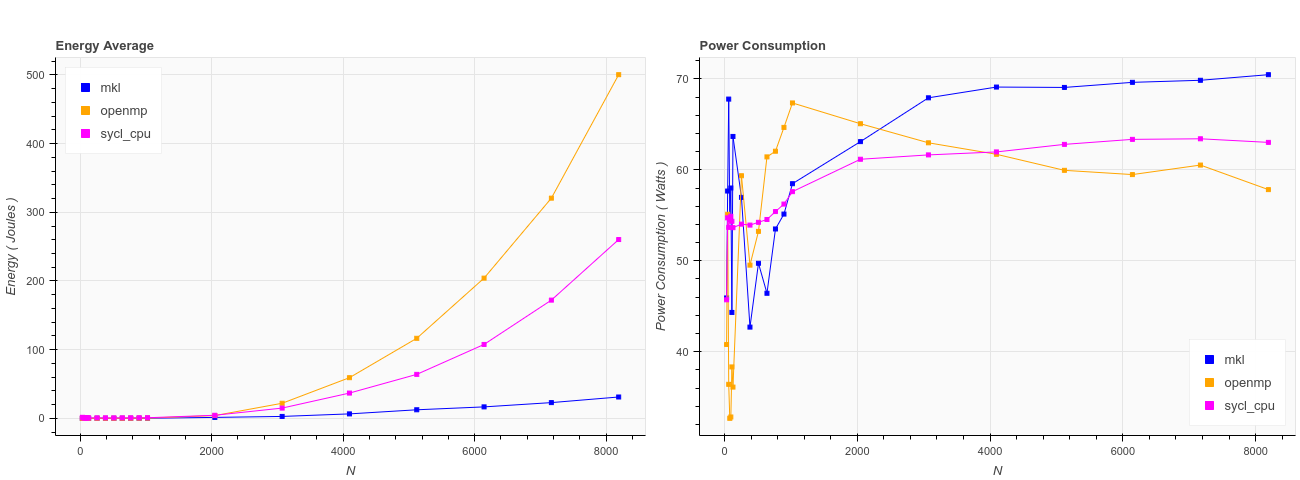 Energy Average
500
400
300
200
100
0
Energy ( Joules )
mkl
openmp
sycl_cpu
0
2000
4000
6000
8000
N
Power Consumption
70
60
50
40
Power Consumption ( Watts )
mkl
openmp
sycl_cpu
0
2000
4000
6000
8000
N